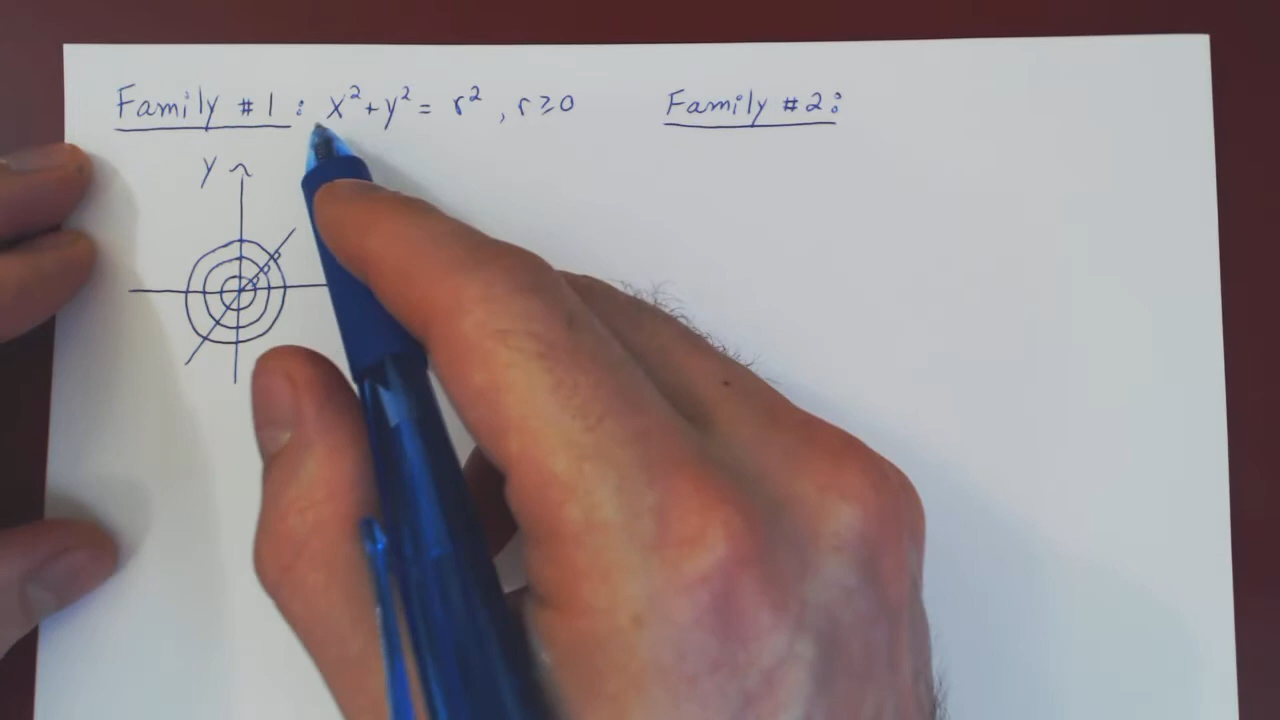 Family #1: x²+y² = r², r≥0
Family #2:
y